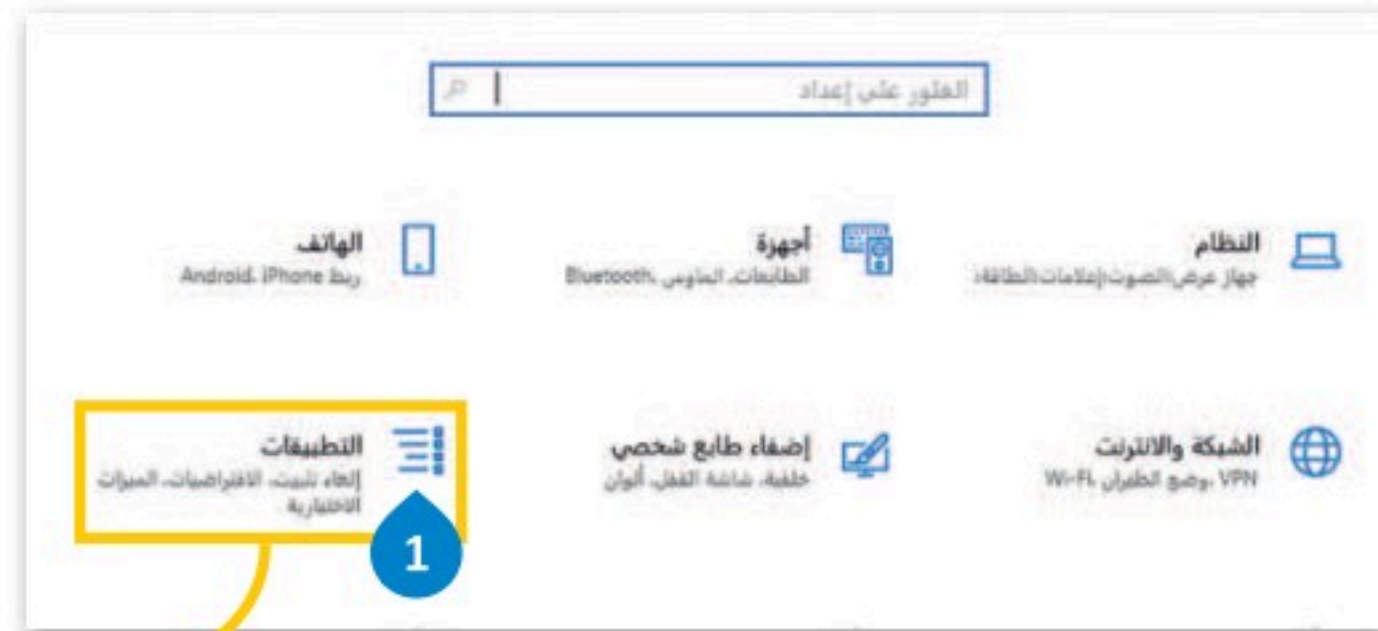 العثور على إعداد
النظام
جهاز عرض،الصوت،إعلامات،الطاقة،
أجهزة
الطابعات، الماوس ،Bluetooth
الهاتف
ربط Android، iPhone
الشبكة والانترنت
VPN ،وضع الطيران ،Wi-Fi
إضفاء طابع شخصي
خلفية، شاشة القفل، ألوان
التطبيقات
إلغاء تثبيت، الافتراضيات، الميزات
الاختيارية
1